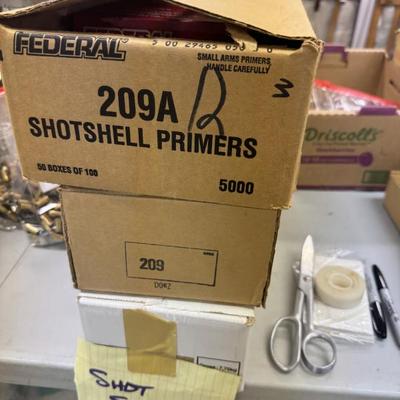 FEDERAL®
SMALL ARMS PRIMERS
HANDLE CAREFULLY
209A
SHOTSHELL PRIMERS
50 BOXES OF 100
5000
Driscoll's
209
SHOT